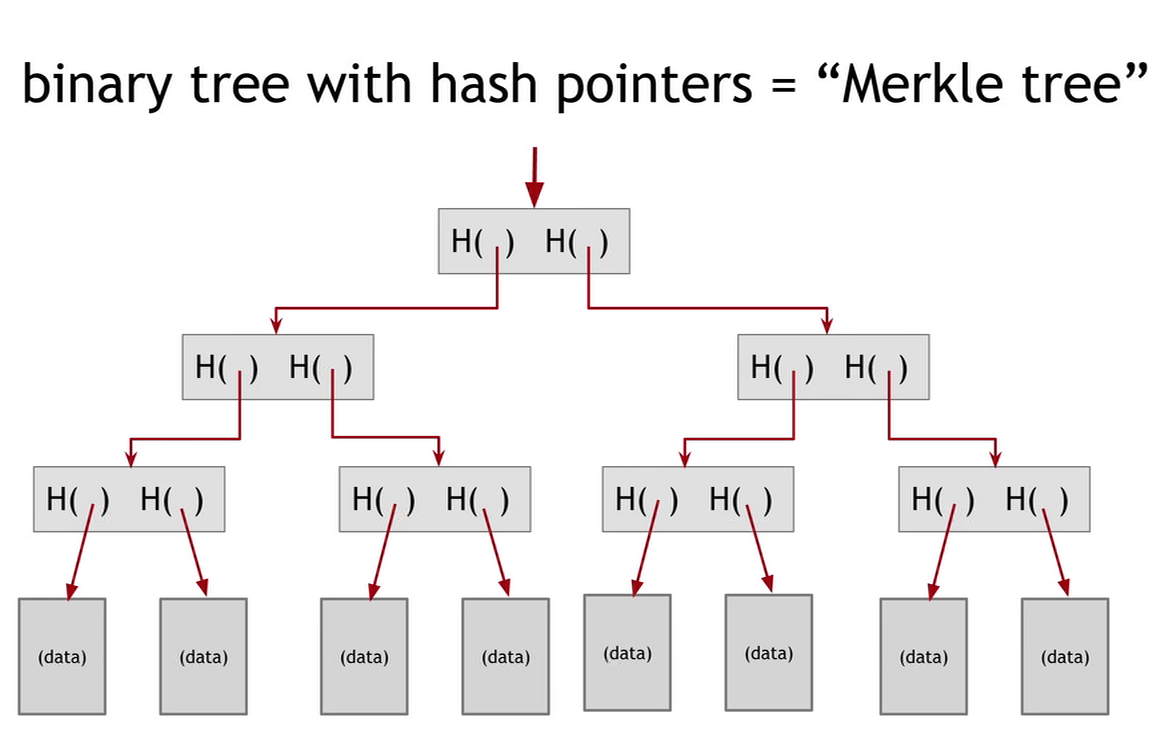 binary tree with hash pointers = “Merkle tree”
H( ) H( )
H( ) H( )
H( ) H( )
H( ) H( )
H( ) H( )
H( ) H( )
H( ) H( )
(data)
(data)
(data)
(data)
(data)
(data)
(data)
(data)